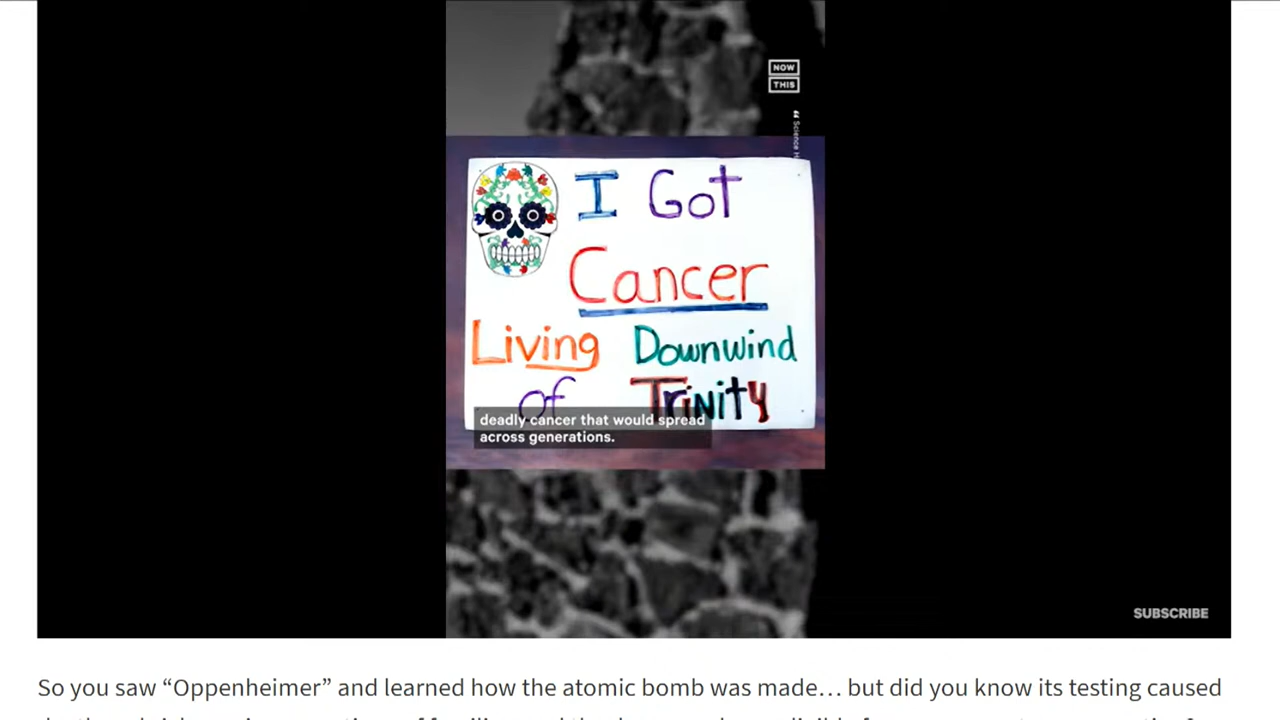 NOW
THIS
“ Science H
I Got
Cancer
Living Downwind
of Trinity
deadly cancer that would spread
across generations.
SUBSCRIBE
So you saw “Oppenheimer” and learned how the atomic bomb was made… but did you know its testing caused